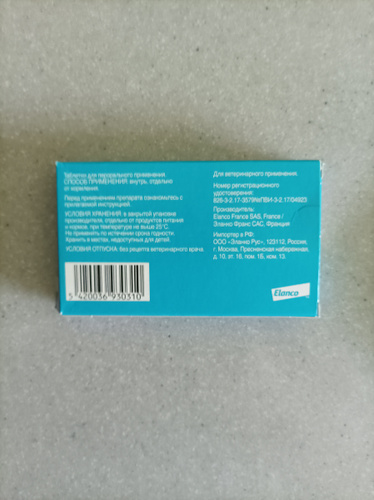 Таблетки для перорального применения
СПОСОБ ПРИМЕНЕНИЯ: внутрь, отдельно
от кормления.
Перед применением препарата ознакомьтесь с
прилагаемой инструкцией.
УСЛОВИЯ ХРАНЕНИЯ: в закрытой упаковке
производителя, отдельно от продуктов питания
и кормов, при температуре не выше 25°C.
Не применять по истечении срока годности.
Хранить в местах, недоступных для детей.
УСЛОВИЯ ОТПУСКА: без рецепта ветеринарного врача.
5 420036 930310
Для ветеринарного применения.
Номер регистрационного
удостоверения:
Производитель:
Elanco France SAS, France /
Эланко Франс САС, Франция
Импортер в РФ:
ООО «Эланко Рус», 123112, Россия,
г. Москва, Пресненская набережная,
д. 10, эт. 16, пом. 1Б, ком. 13.
Elanco